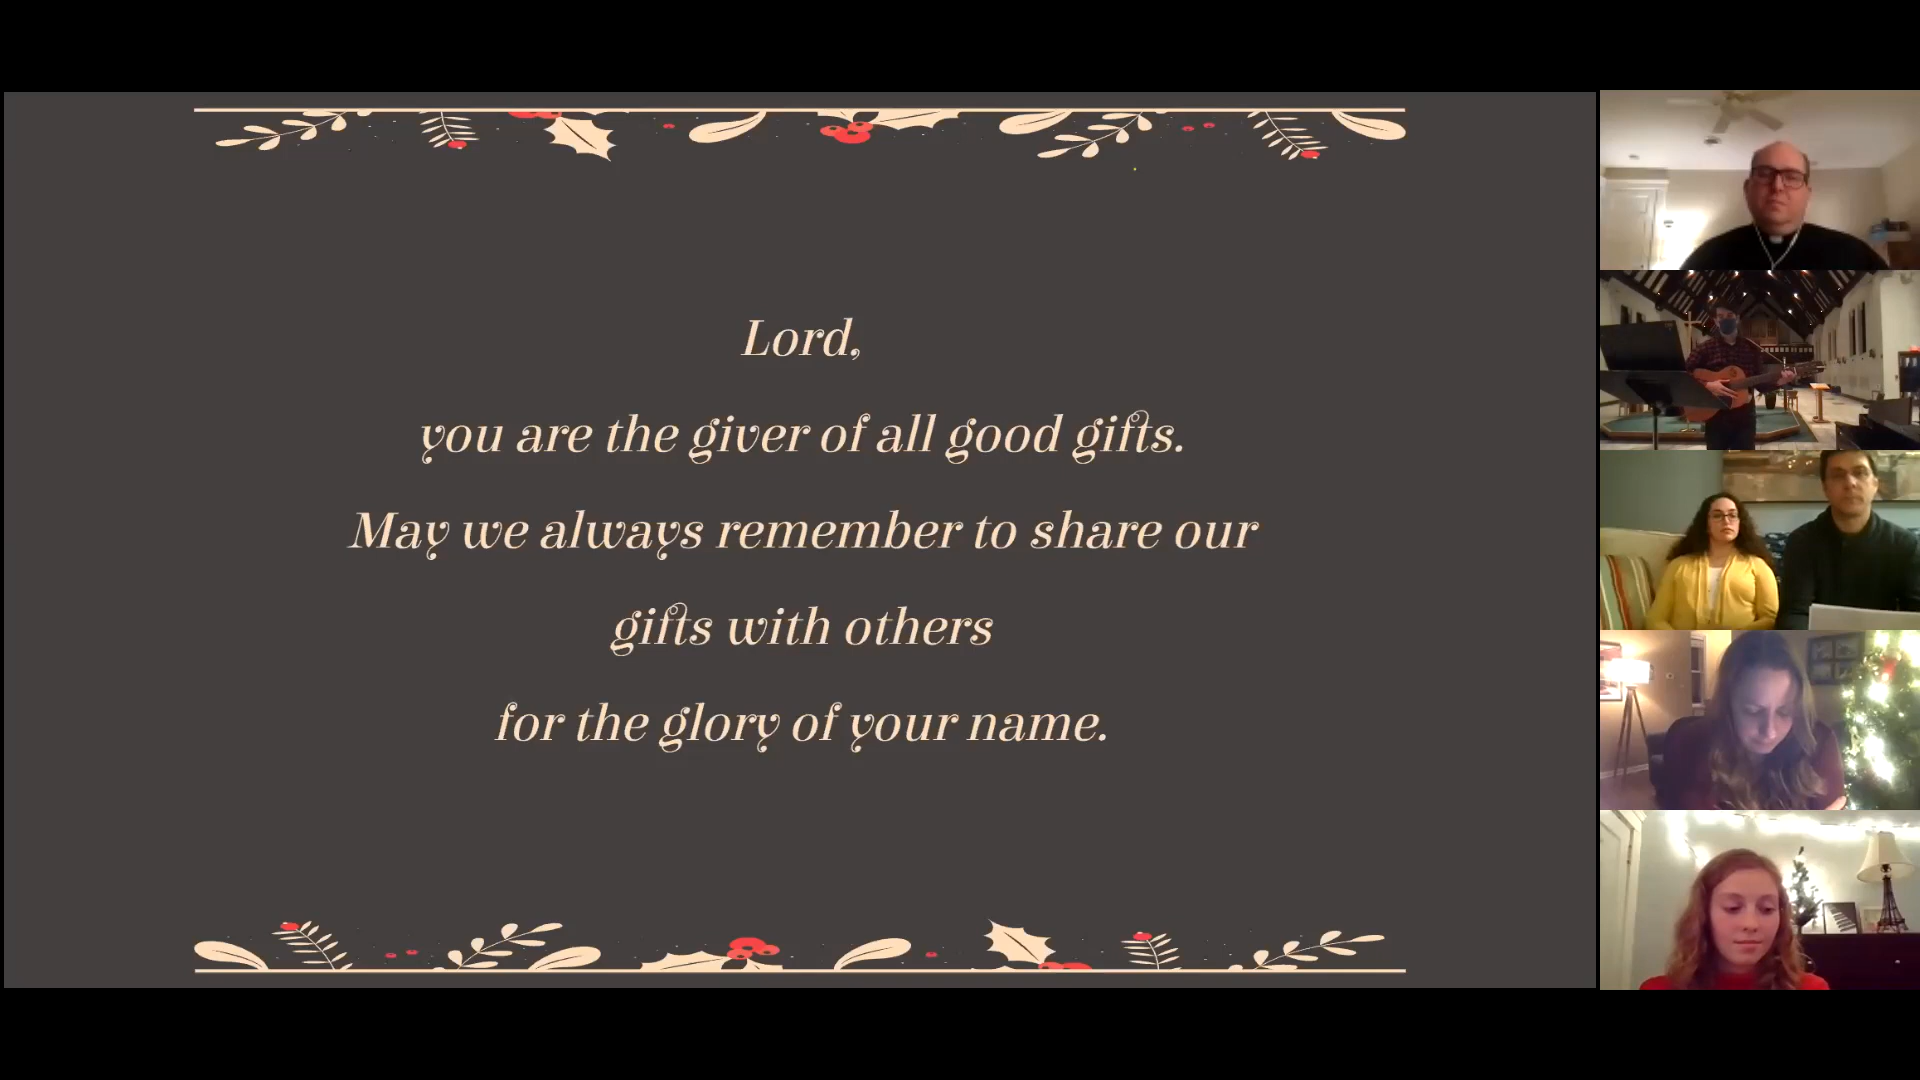 Lord,
you are the giver of all good gifts.
May we always remember to share our
gifts with others
for the glory of your name.